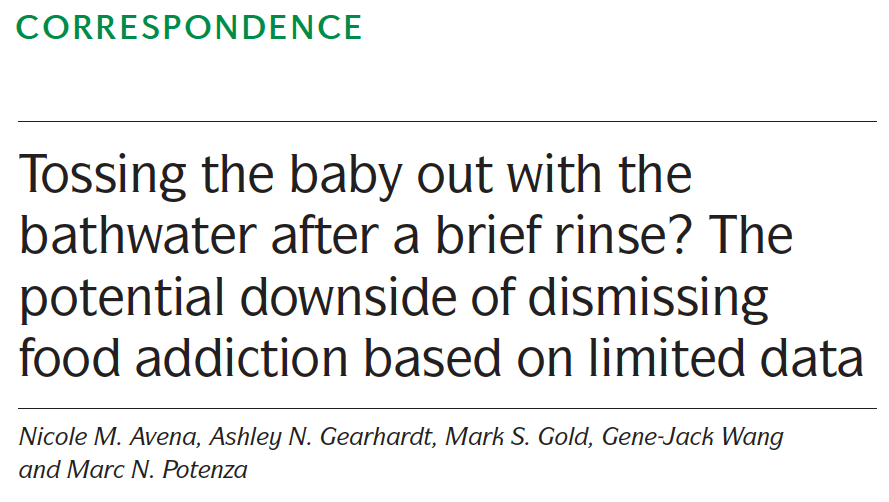 CORRESPONDENCE
Tossing the baby out with the
bathwater after a brief rinse? The
potential downside of dismissing
food addiction based on limited data
Nicole M. Avena, Ashley N. Gearhardt, Mark S. Gold, Gene-Jack Wang
and Marc N. Potenza